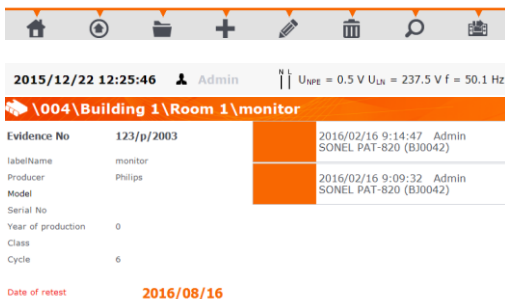 2015/12/22 12:25:46 Admin N L U_NPE = 0.5 V U_LN = 237.5 V f = 50.1 Hz
\004\Building 1\Room 1\monitor
Evidence No 123/p/2003
labelName monitor
Producer Philips
Model
Serial No
Year of production 0
Class
Cycle 6
Date of retest 2016/08/16
2016/02/16 9:14:47 Admin
SONEL PAT-820 (BJ0042)
2016/02/16 9:09:32 Admin
SONEL PAT-820 (BJ0042)